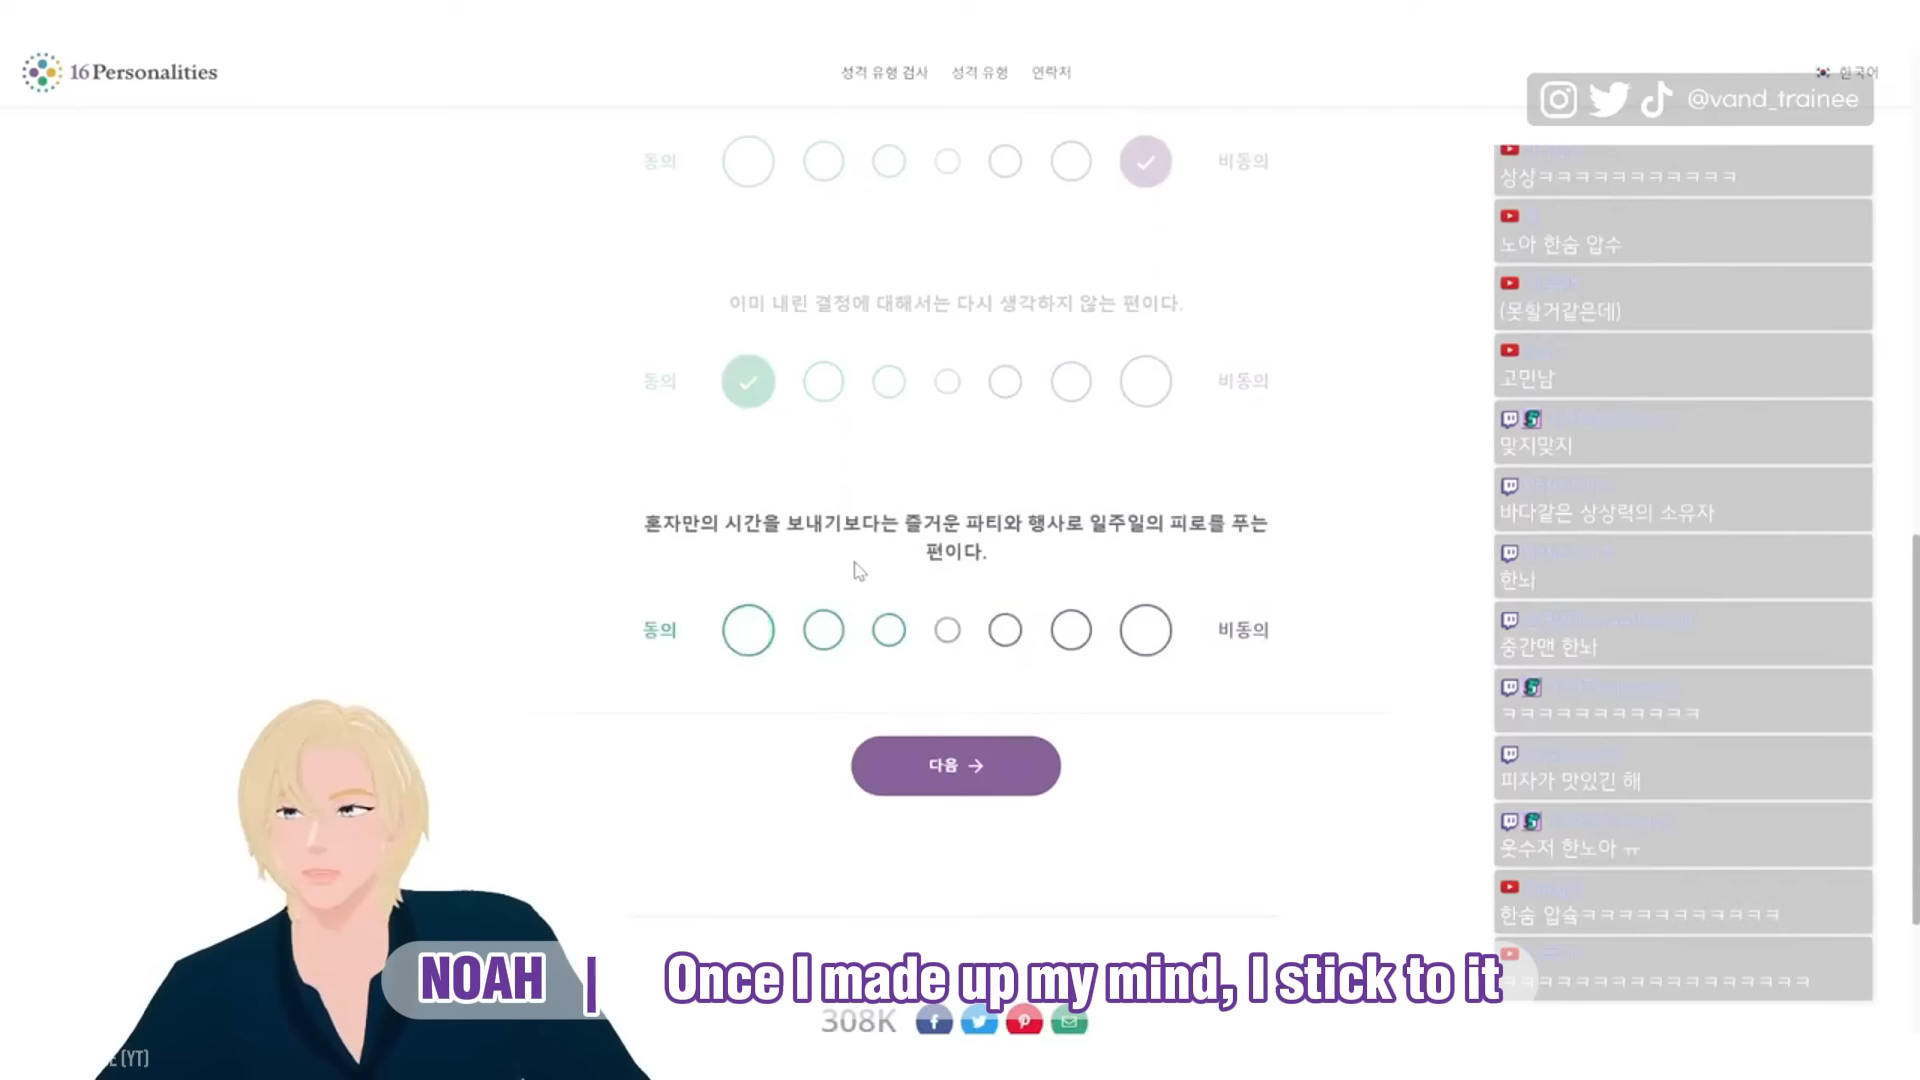 16Personalities
성격 유형 검사
성격 유형
연락처
한국어
@vand_trainee
동의
비동의
이미 내린 결정에 대해서는 다시 생각하지 않는 편이다.
동의
비동의
혼자만의 시간을 보내기보다는 즐거운 파티와 행사로 일주일의 피로를 푸는
편이다.
동의
비동의
다음 →
상상ㅋㅋㅋㅋㅋㅋㅋㅋㅋㅋㅋ
노아 한숨 압수
(못할거같은데)
고민남
맞지맞지
바다같은 상상력의 소유자
한놔
중간맨 한놔
ㅋㅋㅋㅋㅋㅋㅋㅋㅋㅋㅋ
피자가 맛있긴 해
웃수저 한노아 ㅠ
한숨 압슠ㅋㅋㅋㅋㅋㅋㅋㅋㅋㅋㅋ
NOAH | Once I made up my mind, I stick to it
308K
(YT)